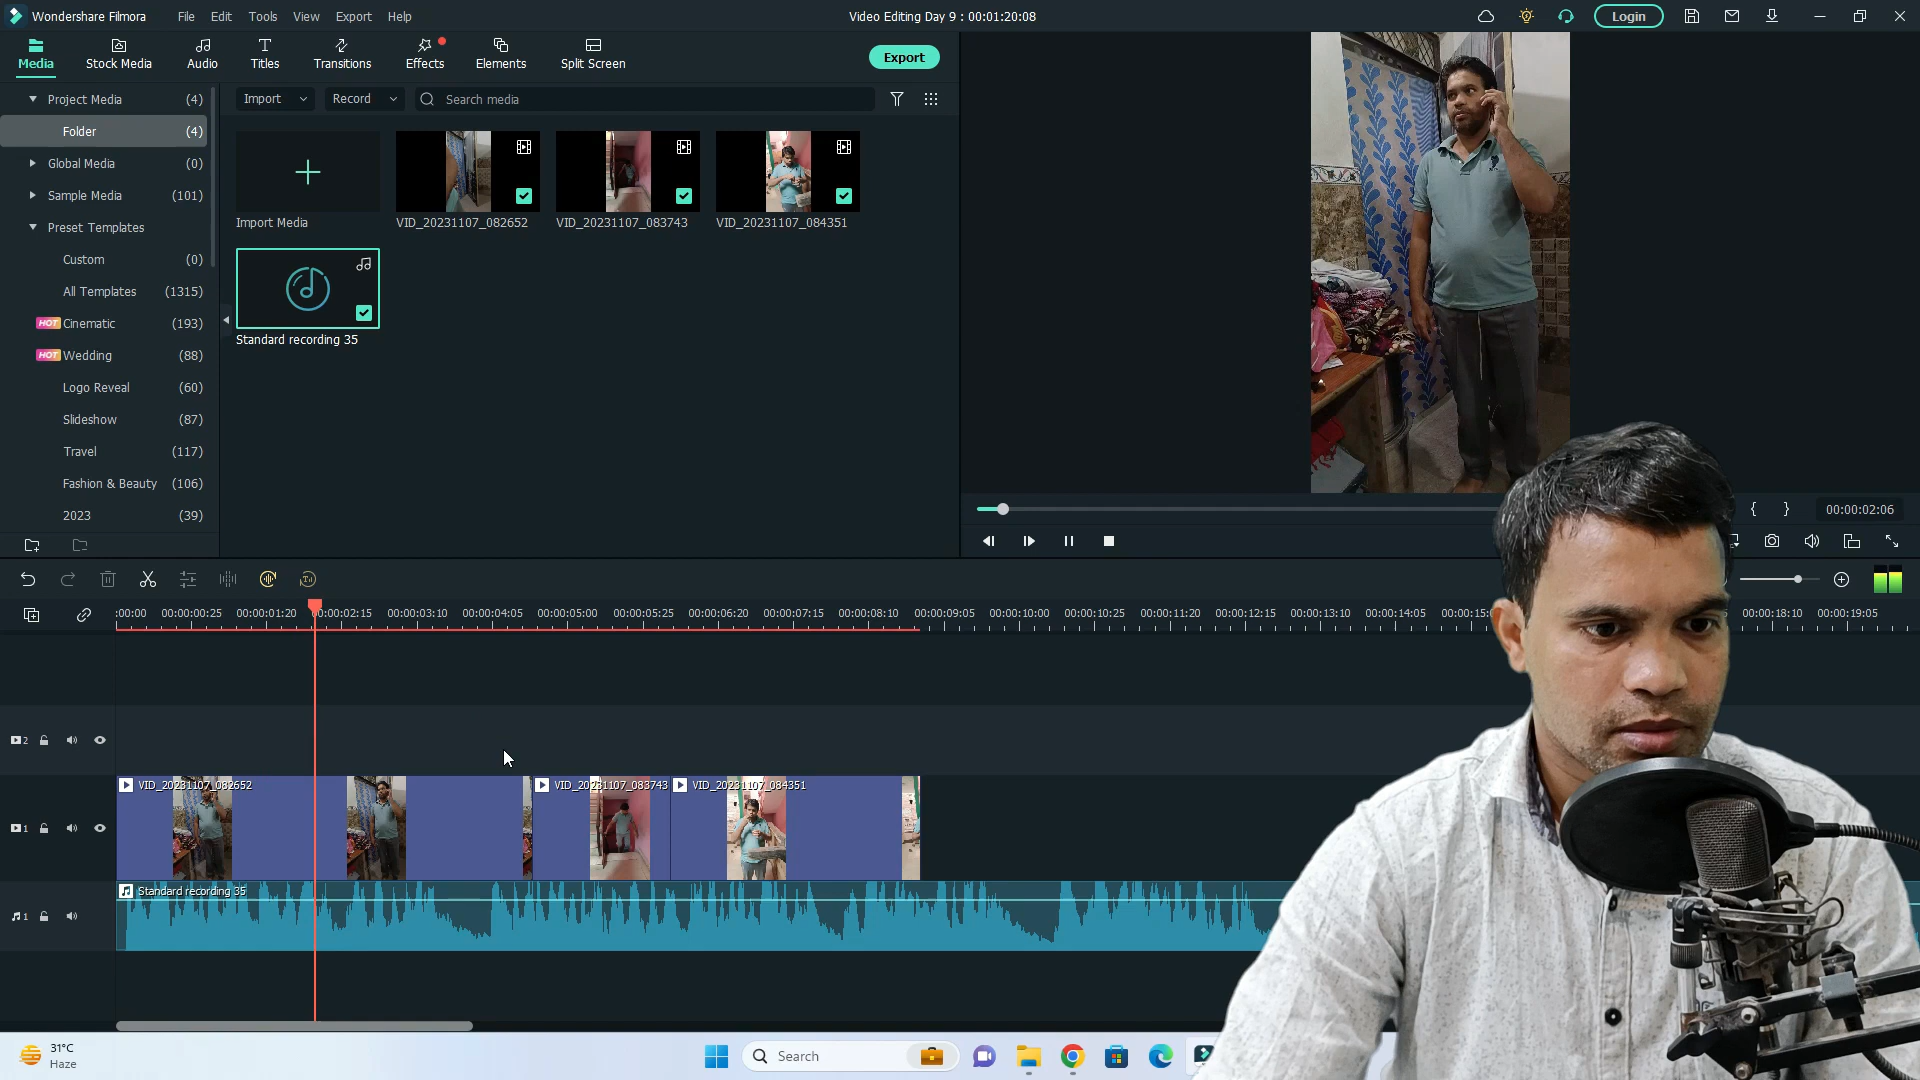 Wondershare Filmora File Edit Tools View Export Help Video Editing Day 9 : 00:01:20:08 Login
Media Stock Media Audio Titles Transitions Effects Elements Split Screen Export
Project Media (4) Import Record Search media
Folder (4)
Global Media (0)
Sample Media (101)
Preset Templates
Import Media VID_20231107_082652 VID_20231107_083743 VID_20231107_084351
Custom (0)
All Templates (1315)
HOT Cinematic (193)
Standard recording 35
HOT Wedding (88)
Logo Reveal (60)
Slideshow (87)
Travel (117)
Fashion & Beauty (106)
2023 (39)
{ } 00:00:02:06
:00:00 00:00:00:25 00:00:01:20 00:00:02:15 00:00:03:10 00:00:04:05 00:00:05:00 00:00:05:25 00:00:06:20 00:00:07:15 00:00:08:10 00:00:09:05 00:00:10:00 00:00:10:25 00:00:11:20 00:00:12:15 00:00:13:10 00:00:14:05 00:00:15:0 00:00:18:10 00:00:19:05
2
VID_20231107_082652 VID_20231107_083743 VID_20231107_084351
1
Standard recording 35
1
31°C
Haze
Search